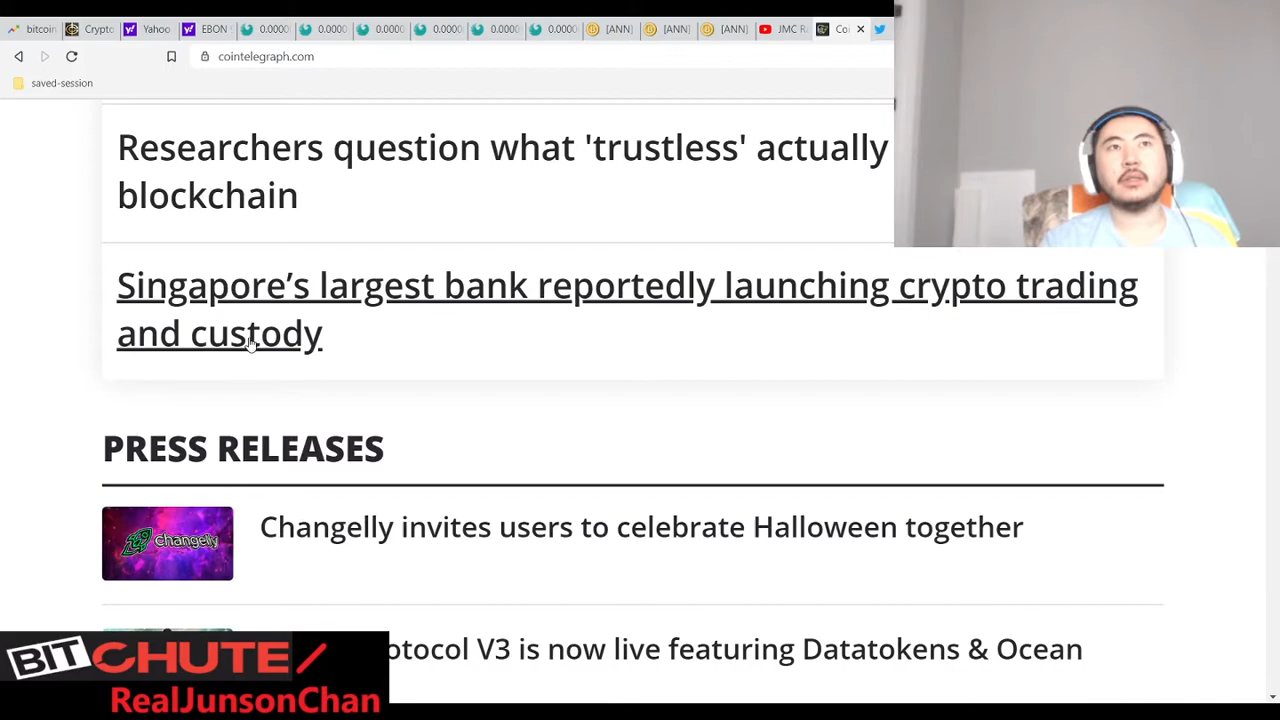 bitcoin Crypto Yahoo EBON 0.0000 0.0000 0.0000 0.0000 0.0000 0.0000 [ANN] [ANN] [ANN] JMC R Coi
cointelegraph.com
saved-session
Researchers question what 'trustless' actually
blockchain
Singapore's largest bank reportedly launching crypto trading
and custody
PRESS RELEASES
changelly
Changelly invites users to celebrate Halloween together
otocol V3 is now live featuring Datatokens & Ocean
BITCHUTE/
RealJunsonChan